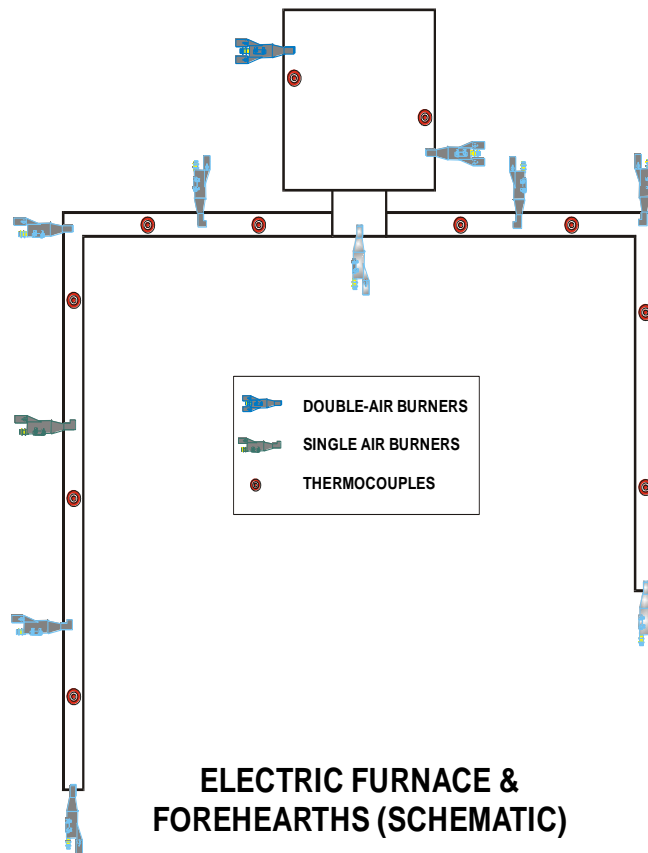 DOUBLE-AIR BURNERS
SINGLE AIR BURNERS
THERMOCOUPLES
ELECTRIC FURNACE &
FOREHEARTHS (SCHEMATIC)